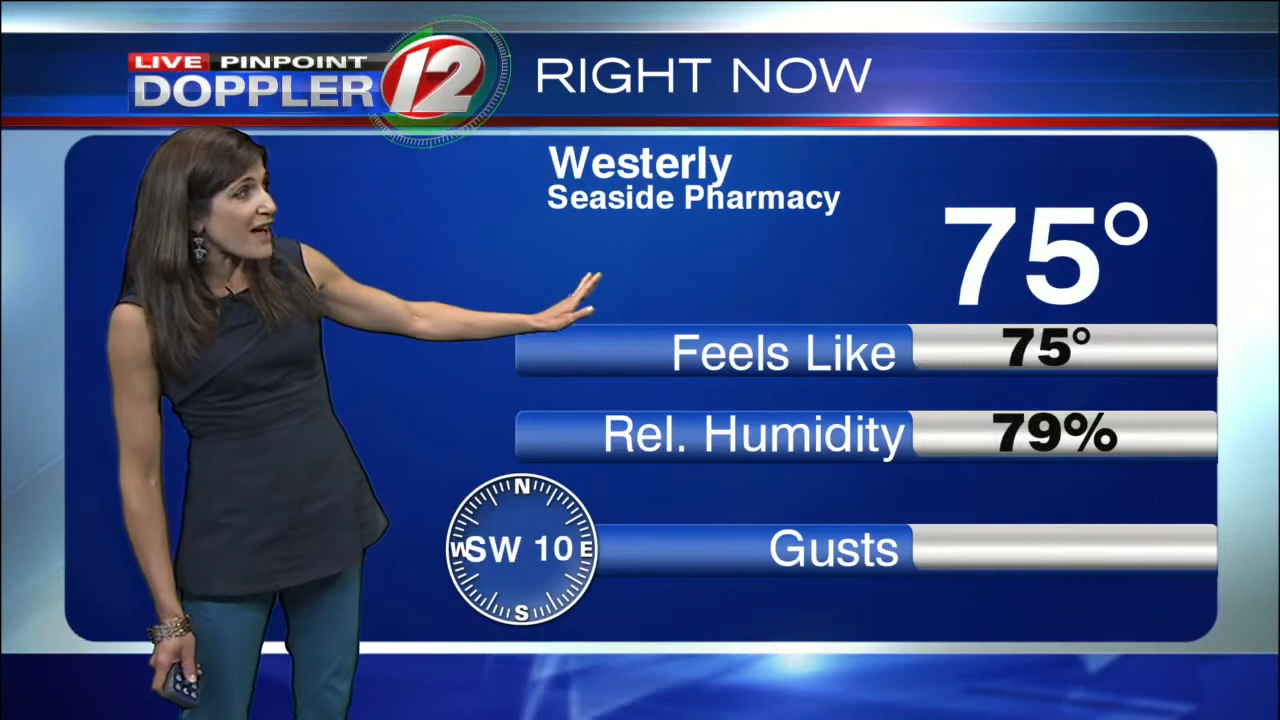 LIVE PINPOINT
DOPPLER 12
RIGHT NOW
Westerly
Seaside Pharmacy
75°
Feels Like 75°
Rel. Humidity 79%
N
W SW 10 E
S
Gusts